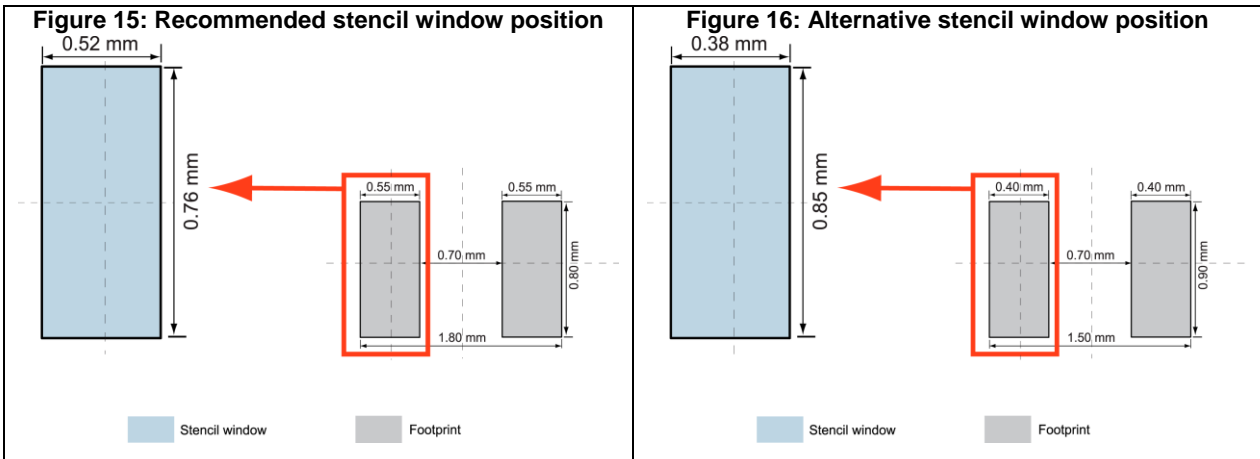 Figure 15: Recommended stencil window position
0.52 mm
0.76 mm
0.55 mm
0.55 mm
0.70 mm
0.80 mm
1.80 mm
Stencil window
Footprint
Figure 16: Alternative stencil window position
0.38 mm
0.85 mm
0.40 mm
0.40 mm
0.70 mm
0.90 mm
1.50 mm
Stencil window
Footprint